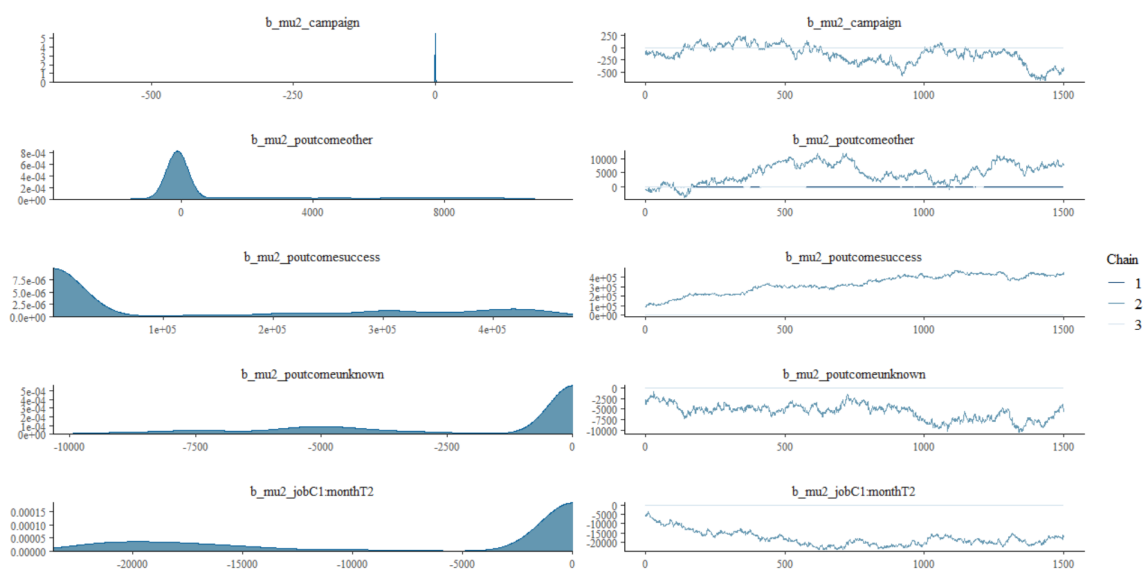 b_mu2_campaign
5
4
3
2
1
0
-500 -250 0
b_mu2_campaign
250
0
-250
-500
0 500 1000 1500
b_mu2_poutcomeother
8e-04
6e-04
4e-04
2e-04
0e+00
0 4000 8000
b_mu2_poutcomeother
10000
5000
0
0 500 1000 1500
b_mu2_poutcomesuccess
7.5e-06
5.0e-06
2.5e-06
0.0e+00
1e+05 2e+05 3e+05 4e+05
b_mu2_poutcomesuccess
4e+05
3e+05
2e+05
1e+05
0e+00
0 500 1000 1500
Chain
1
2
3
b_mu2_poutcomeunknown
5e-04
4e-04
3e-04
2e-04
1e-04
0e+00
-10000 -7500 -5000 -2500 0
b_mu2_poutcomeunknown
0
-2500
-5000
-7500
-10000
0 500 1000 1500
b_mu2_jobC1:monthT2
0.00015
0.00010
0.00005
0.00000
-20000 -15000 -10000 -5000 0
b_mu2_jobC1:monthT2
0
-5000
-10000
-15000
-20000
0 500 1000 1500